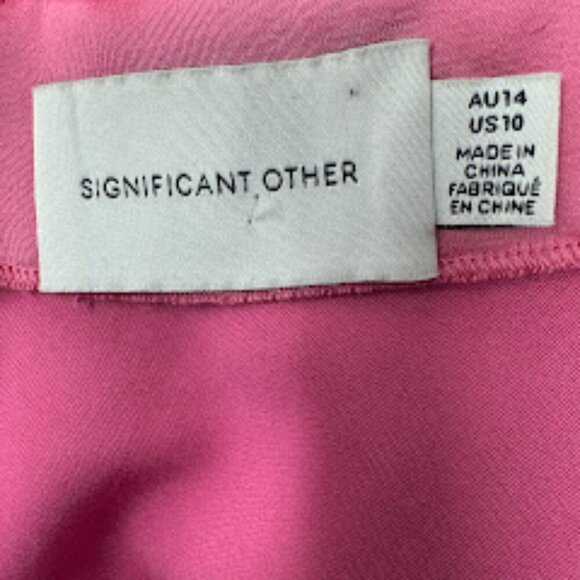 SIGNIFICANT OTHER
AU14
US10
MADE IN
CHINA
FABRIQUÉ
EN CHINE